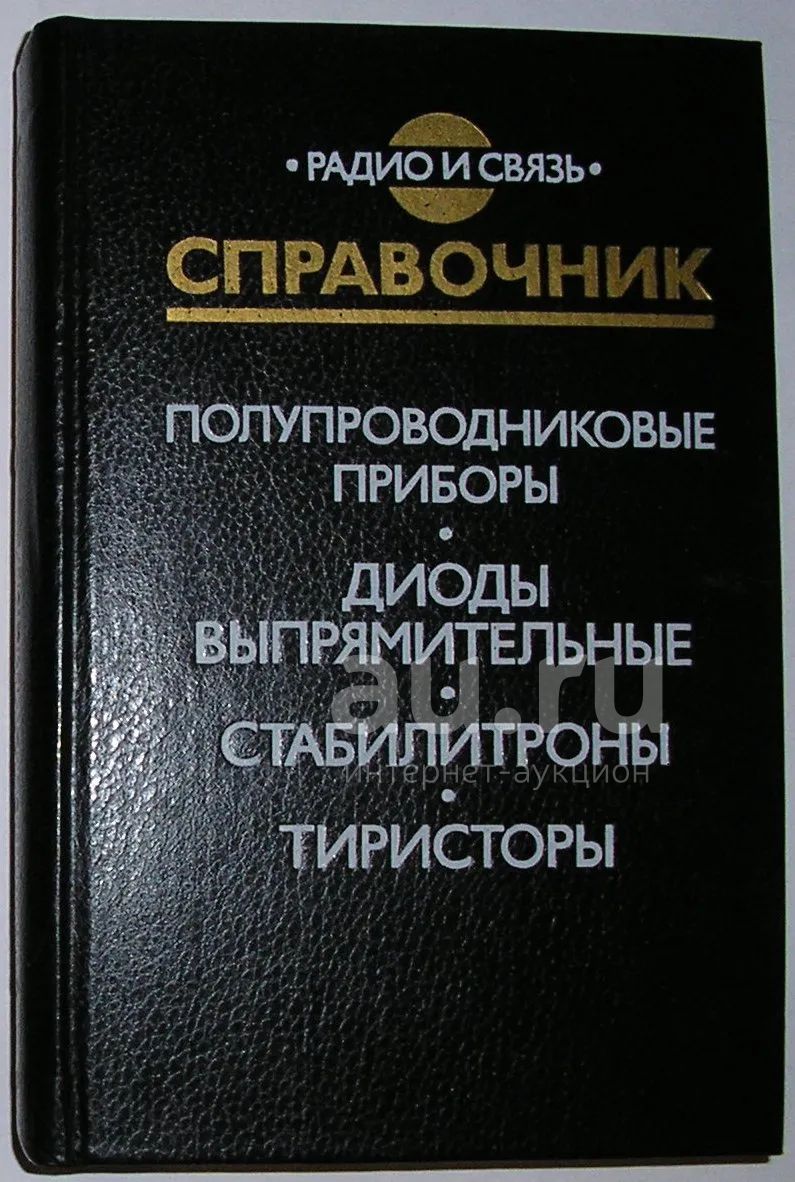 • РАДИО И СВЯЗЬ •
СПРАВОЧНИК
ПОЛУПРОВОДНИКОВЫЕ
ПРИБОРЫ
•
ДИОДЫ
ВЫПРЯМИТЕЛЬНЫЕ
•
au.ru
СТАБИЛИТРОНЫ
интернет-аукцион
•
ТИРИСТОРЫ